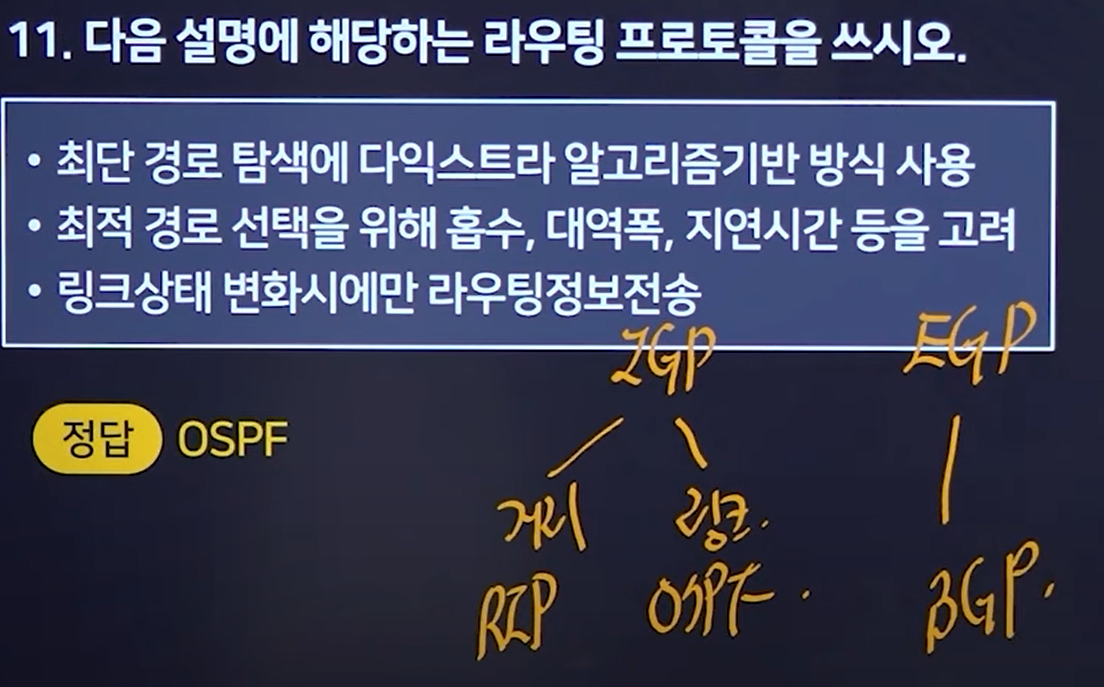 11. 다음 설명에 해당하는 라우팅 프로토콜을 쓰시오.
• 최단 경로 탐색에 다익스트라 알고리즘기반 방식 사용
• 최적 경로 선택을 위해 홉수, 대역폭, 지연시간 등을 고려
• 링크상태 변화시에만 라우팅정보전송
IGP EGP
정답 OSPF
거리 링크.
RIP OSPF. BGP.